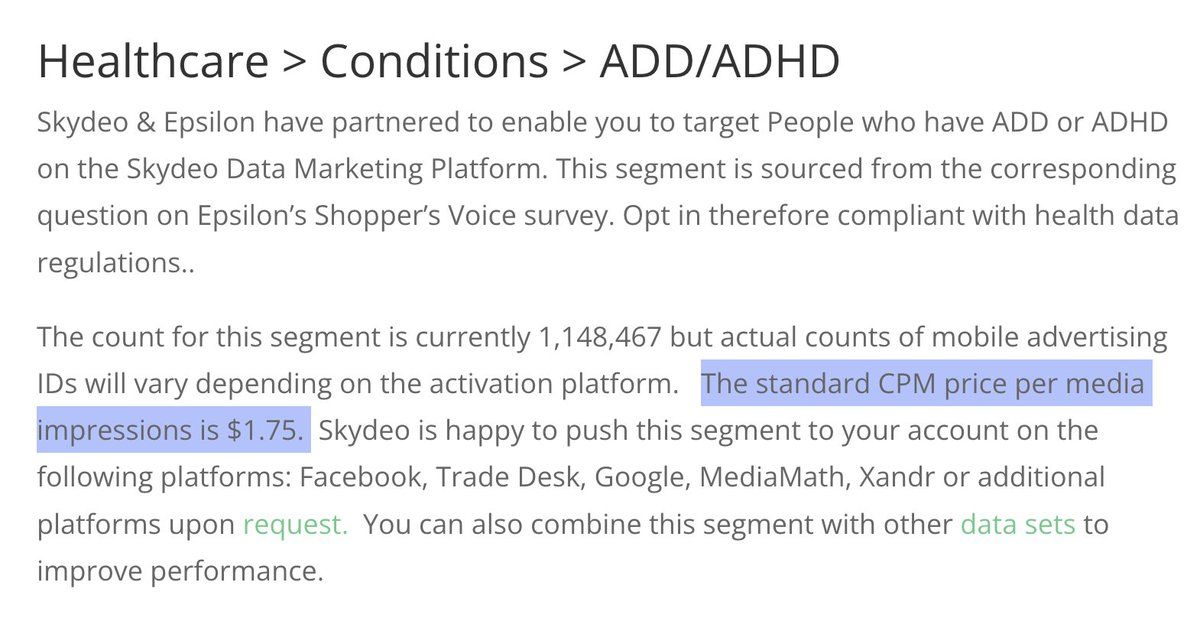 Healthcare > Conditions > ADD/ADHD
Skydeo & Epsilon have partnered to enable you to target People who have ADD or ADHD
on the Skydeo Data Marketing Platform. This segment is sourced from the corresponding
question on Epsilon’s Shopper’s Voice survey. Opt in therefore compliant with health data
regulations..
The count for this segment is currently 1,148,467 but actual counts of mobile advertising
IDs will vary depending on the activation platform. The standard CPM price per media
impressions is $1.75. Skydeo is happy to push this segment to your account on the
following platforms: Facebook, Trade Desk, Google, MediaMath, Xandr or additional
platforms upon request. You can also combine this segment with other data sets to
improve performance.